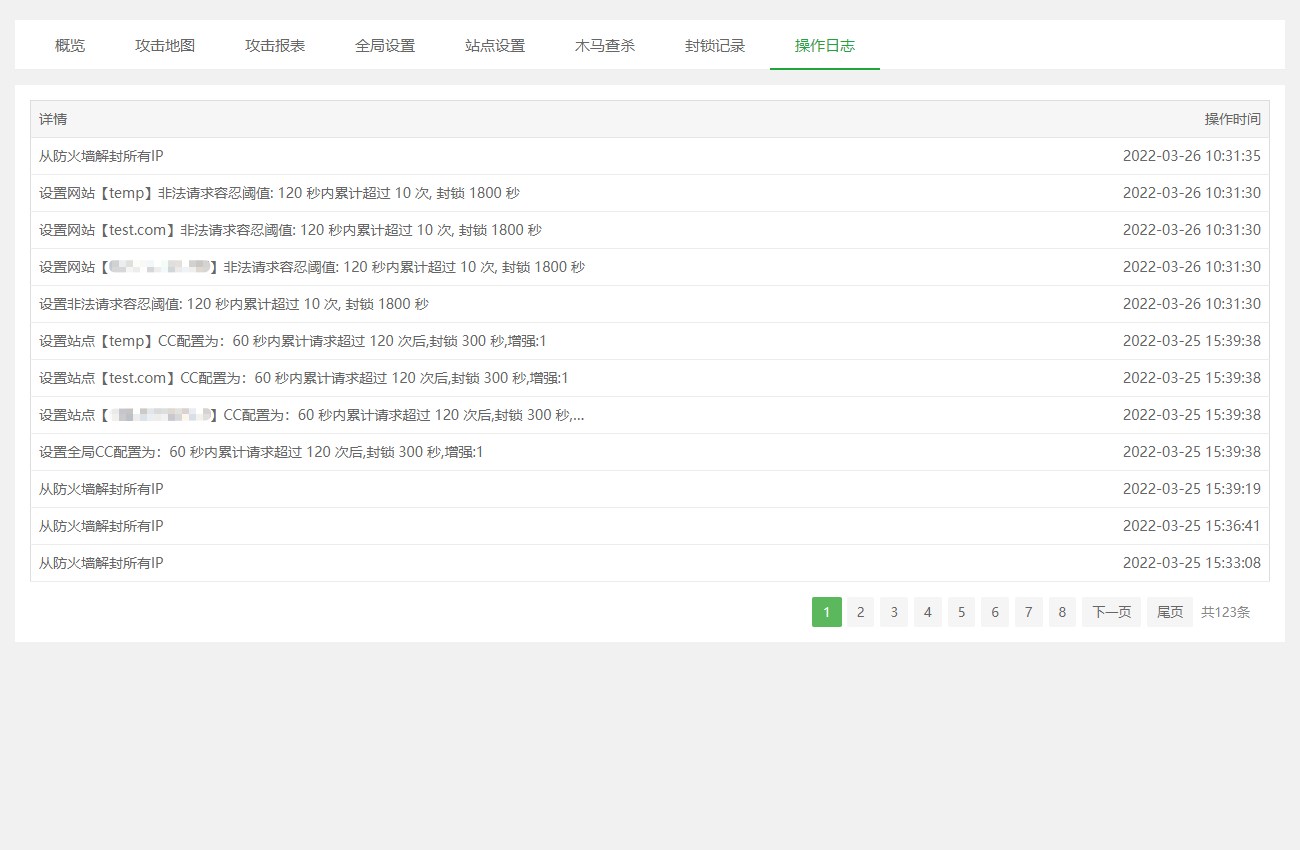 概览 攻击地图 攻击报表 全局设置 站点设置 木马查杀 封锁记录 操作日志
详情 操作时间
从防火墙解封所有IP 2022-03-26 10:31:35
设置网站【temp】非法请求容忍阈值: 120 秒内累计超过 10 次, 封锁 1800 秒 2022-03-26 10:31:30
设置网站【test.com】非法请求容忍阈值: 120 秒内累计超过 10 次, 封锁 1800 秒 2022-03-26 10:31:30
设置网站【】非法请求容忍阈值: 120 秒内累计超过 10 次, 封锁 1800 秒 2022-03-26 10:31:30
设置非法请求容忍阈值: 120 秒内累计超过 10 次, 封锁 1800 秒 2022-03-26 10:31:30
设置站点【temp】CC配置为：60 秒内累计请求超过 120 次后,封锁 300 秒,增强:1 2022-03-25 15:39:38
设置站点【test.com】CC配置为：60 秒内累计请求超过 120 次后,封锁 300 秒,增强:1 2022-03-25 15:39:38
设置站点【】CC配置为：60 秒内累计请求超过 120 次后,封锁 300 秒,... 2022-03-25 15:39:38
设置全局CC配置为：60 秒内累计请求超过 120 次后,封锁 300 秒,增强:1 2022-03-25 15:39:38
从防火墙解封所有IP 2022-03-25 15:39:19
从防火墙解封所有IP 2022-03-25 15:36:41
从防火墙解封所有IP 2022-03-25 15:33:08
1 2 3 4 5 6 7 8 下一页 尾页 共123条